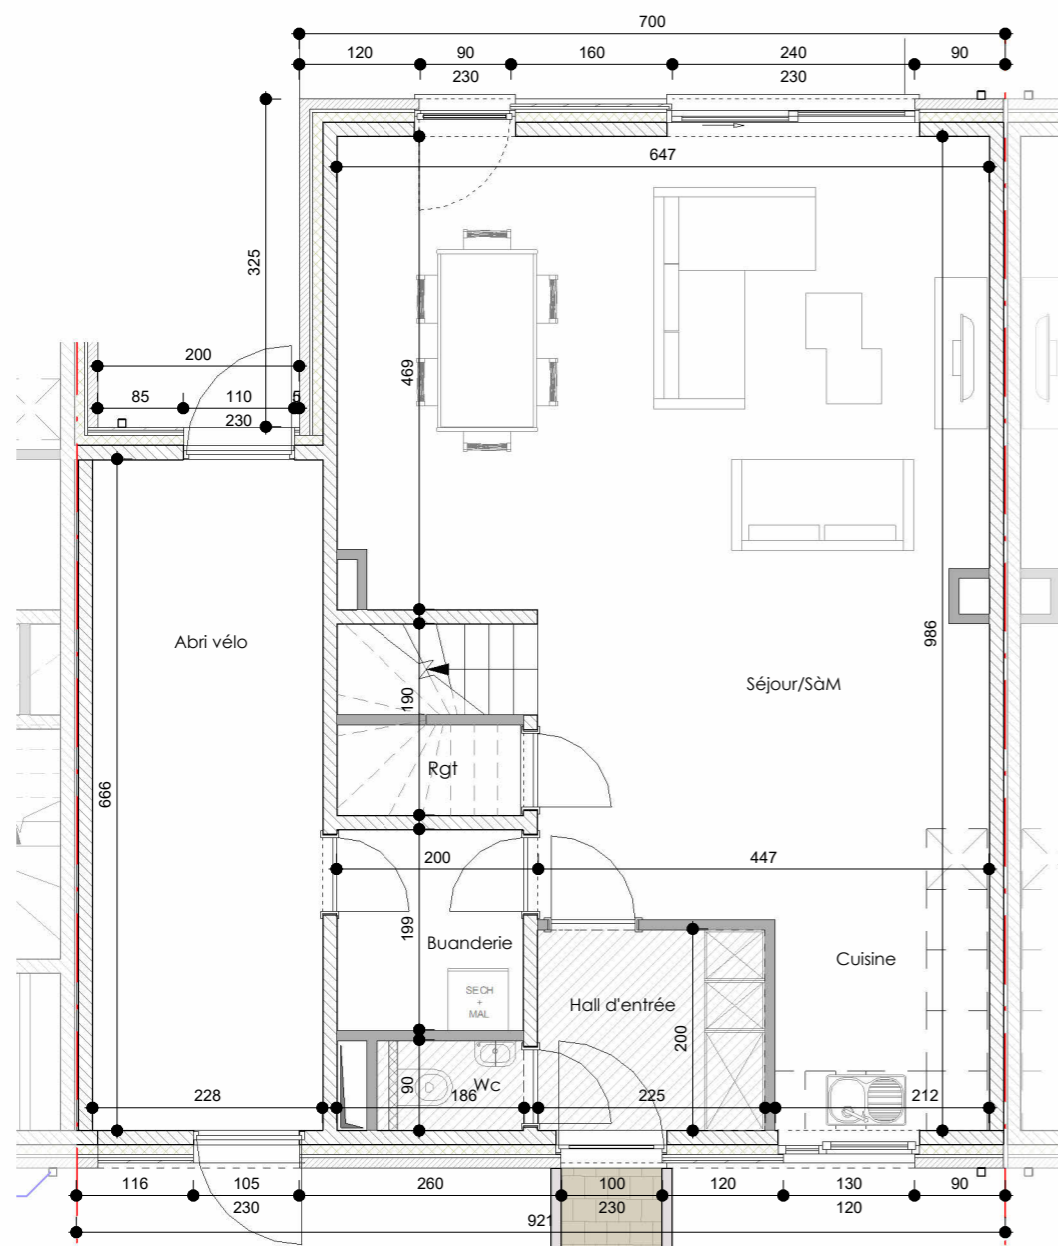 700
120 90 160 240 90
230 230
647
325
200
469
85 110 5
230
986
Abri vélo
Séjour/SàM
190
Rgt
666
200 447
199
Buanderie
Cuisine
SECH
+
MAL
Hall d'entrée
200
Wc
90
228 186 225 212
116 105 260 100 120 130 90
230 230 120
921